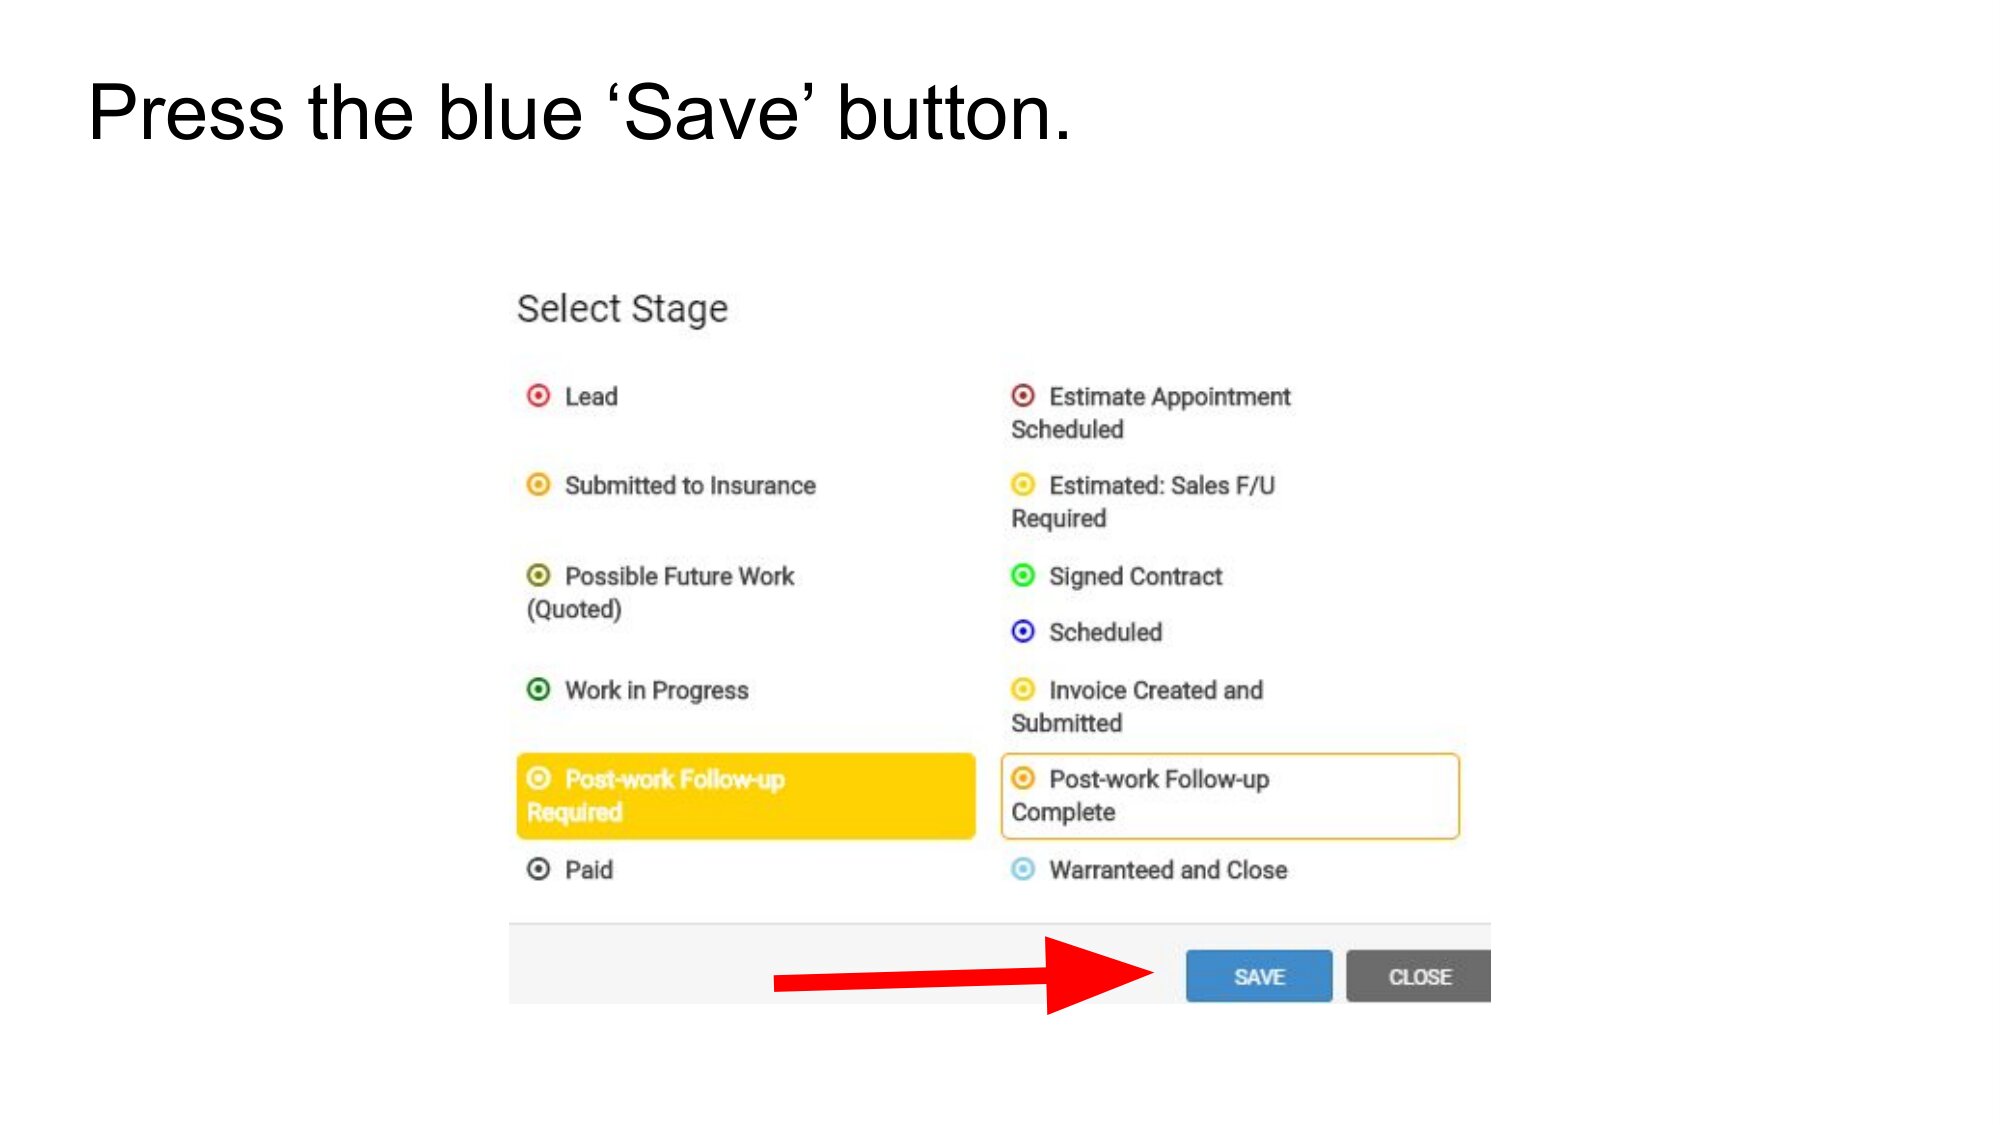 Press the blue ‘Save’ button.
Select Stage
Lead
Estimate Appointment
Scheduled
Submitted to Insurance
Estimated: Sales F/U
Required
Possible Future Work
(Quoted)
Signed Contract
Scheduled
Work in Progress
Invoice Created and
Submitted
Post-work Follow-up
Required
Post-work Follow-up
Complete
Paid
Warranteed and Close
SAVE
CLOSE